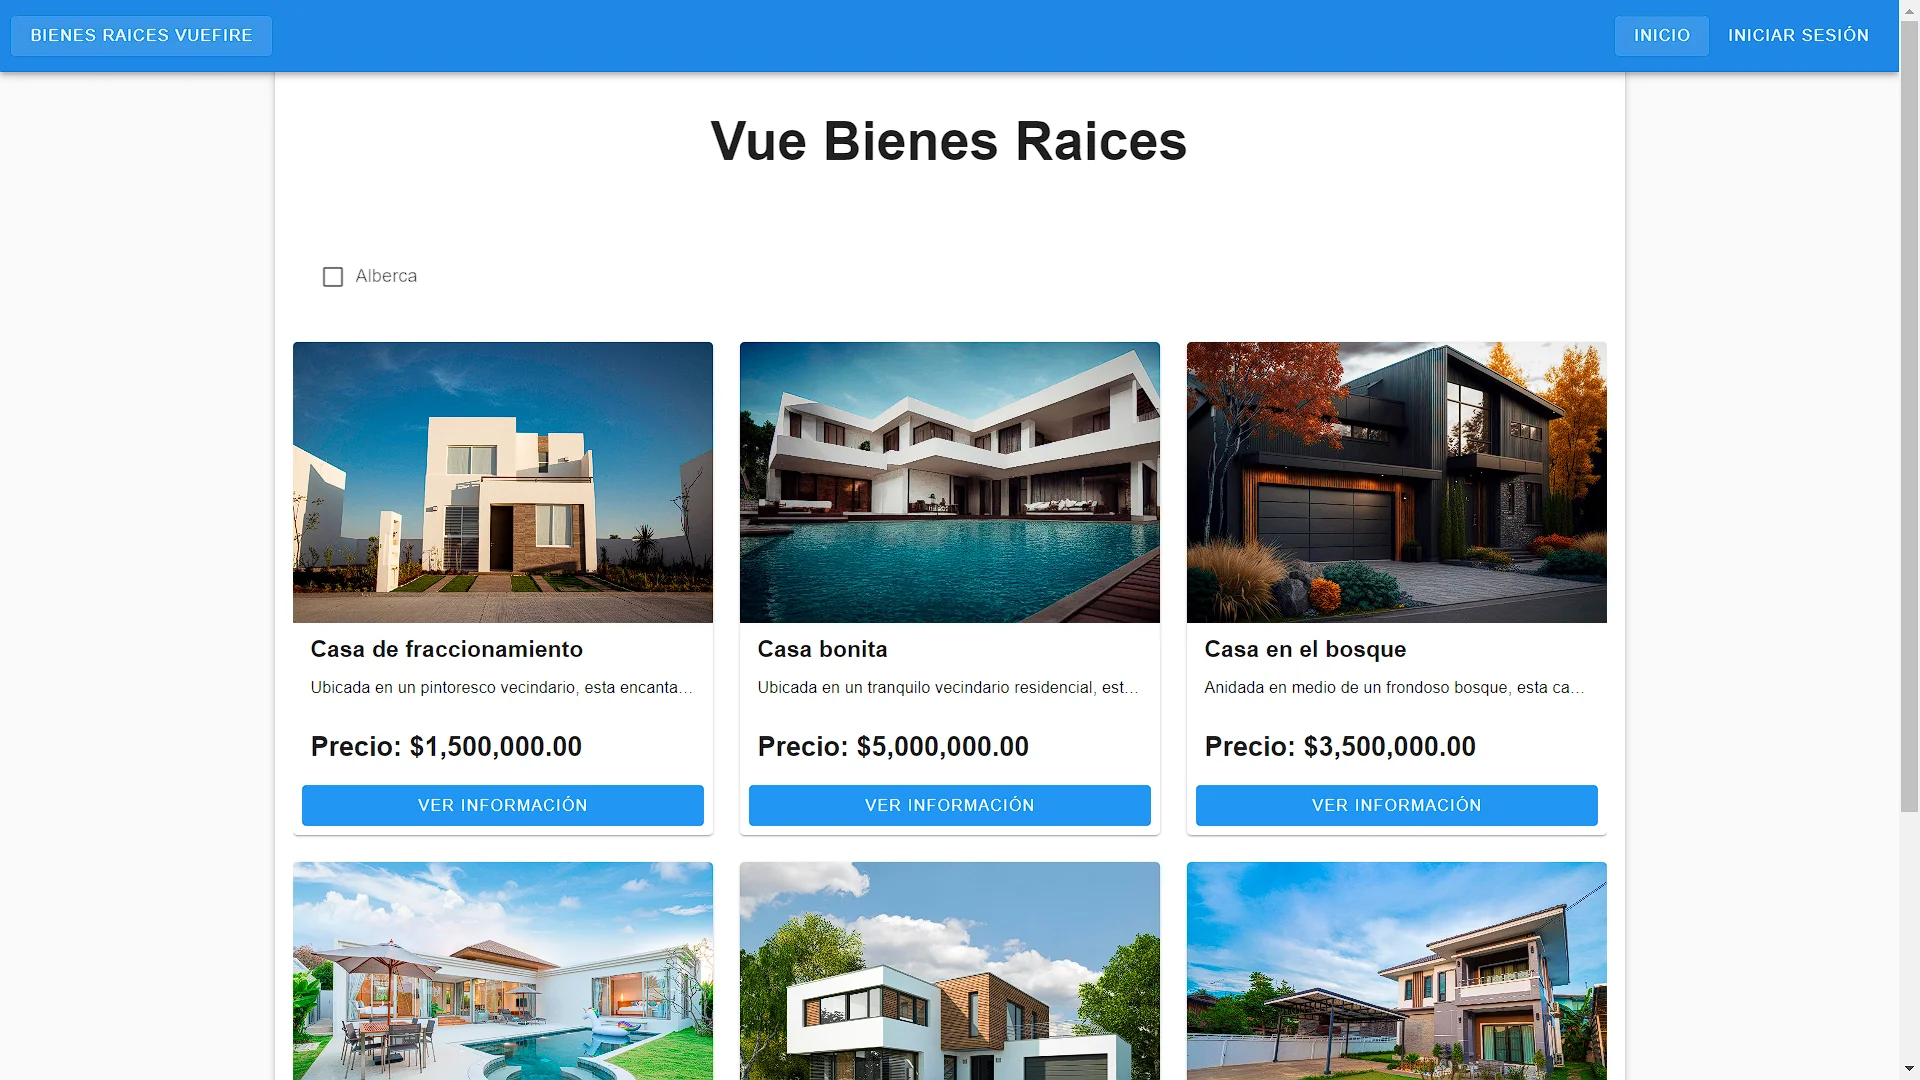 BIENES RAICES VUEFIRE
INICIO
INICIAR SESIÓN
Vue Bienes Raices
Alberca
Casa de fraccionamiento
Ubicada en un pintoresco vecindario, esta encanta...
Precio: $1,500,000.00
VER INFORMACIÓN
Casa bonita
Ubicada en un tranquilo vecindario residencial, est...
Precio: $5,000,000.00
VER INFORMACIÓN
Casa en el bosque
Anidada en medio de un frondoso bosque, esta ca...
Precio: $3,500,000.00
VER INFORMACIÓN